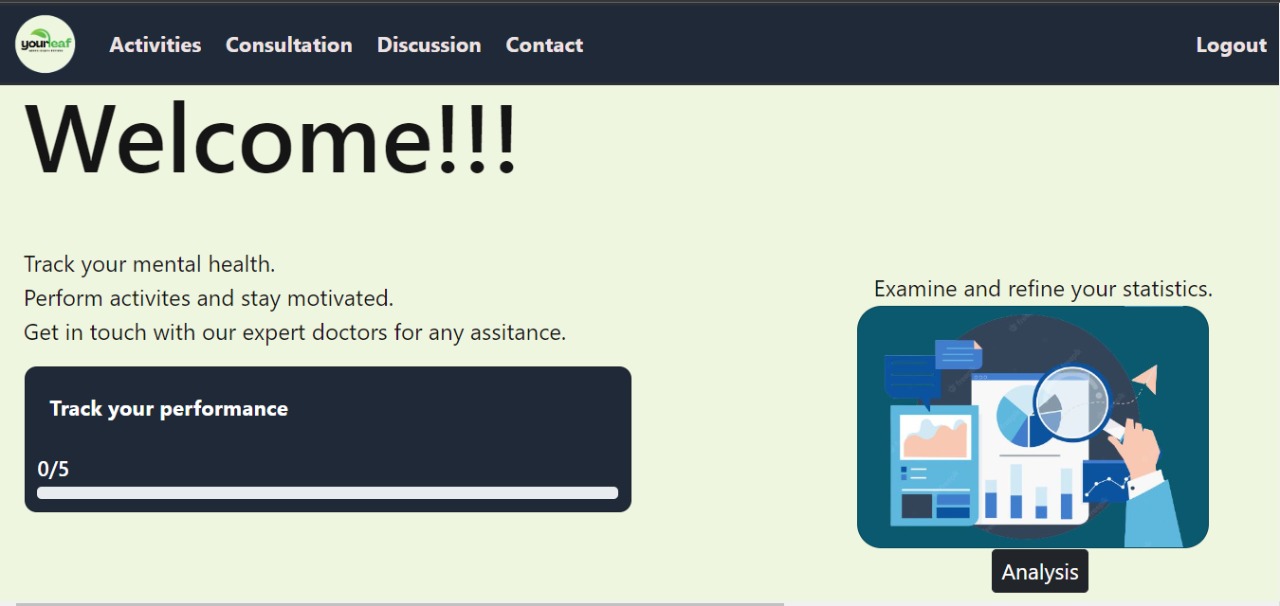 yourleaf
Activities
Consultation
Discussion
Contact
Logout
Welcome!!!
Track your mental health.
Perform activites and stay motivated.
Get in touch with our expert doctors for any assitance.
Track your performance
0/5
Examine and refine your statistics.
Analysis